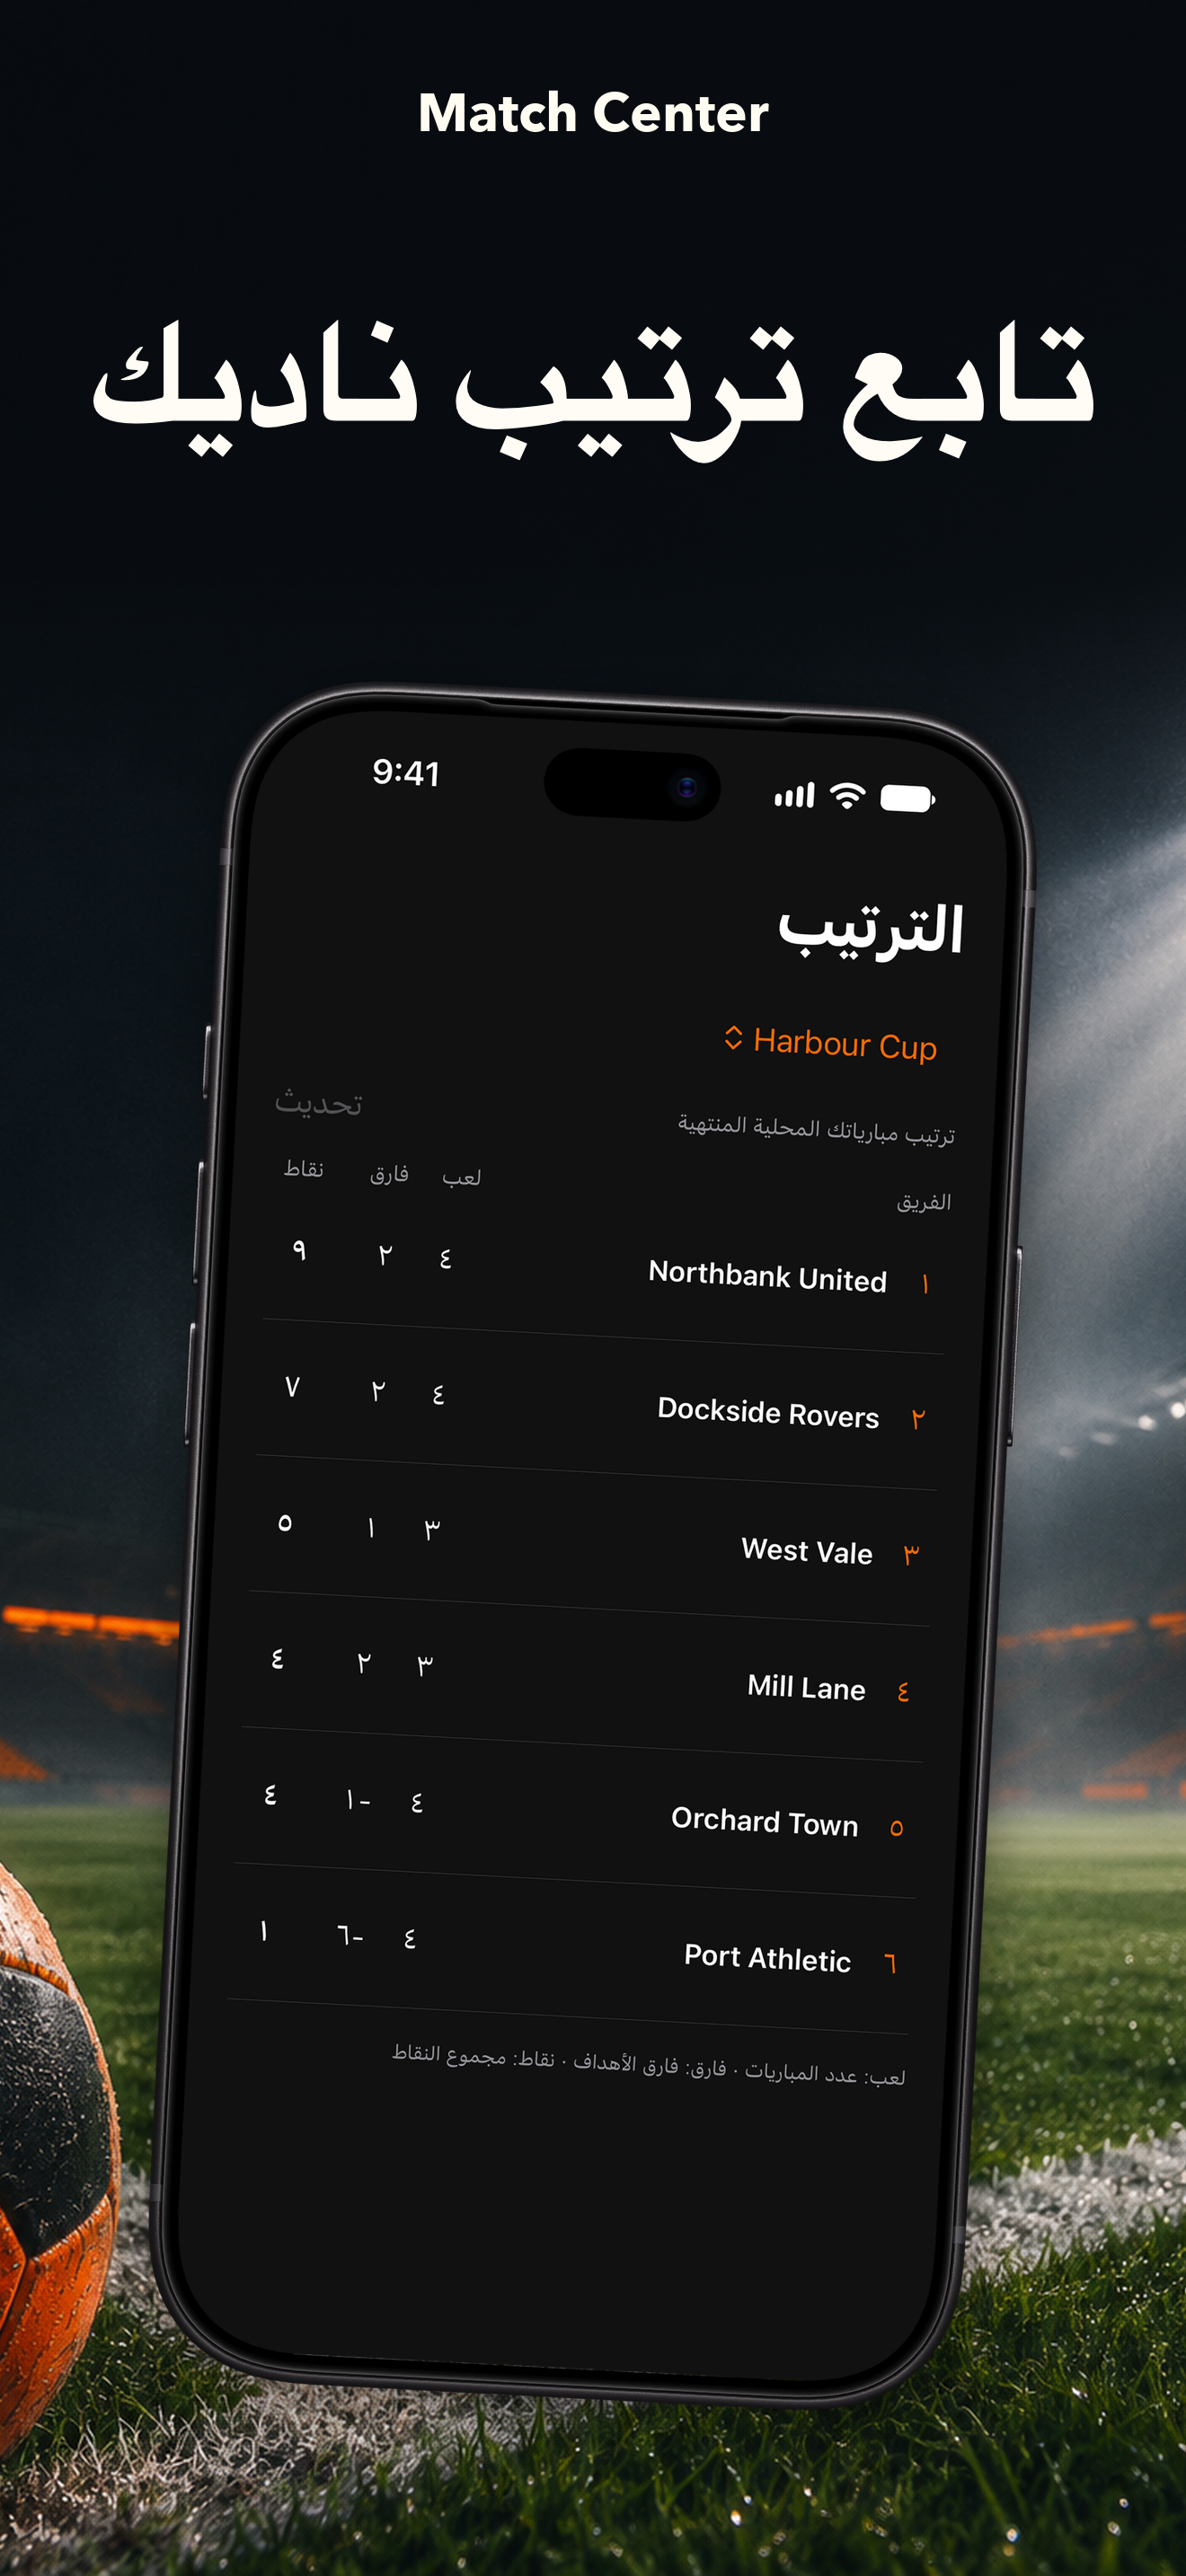 Match Center
تابع ترتيب ناديك
9:41
الترتيب
Harbour Cup
ترتيب مبارياتك المحلية المنتهية تحديث
الفريق لعب فارق نقاط
١ Northbank United ٤ ٢ ٩
٢ Dockside Rovers ٤ ٢ ٧
٣ West Vale ٣ ١ ٥
٤ Mill Lane ٣ ٢ ٤
٥ Orchard Town ٤ -١ ٤
٦ Port Athletic ٤ -٦ ١
لعب: عدد المباريات · فارق: فارق الأهداف · نقاط: مجموع النقاط